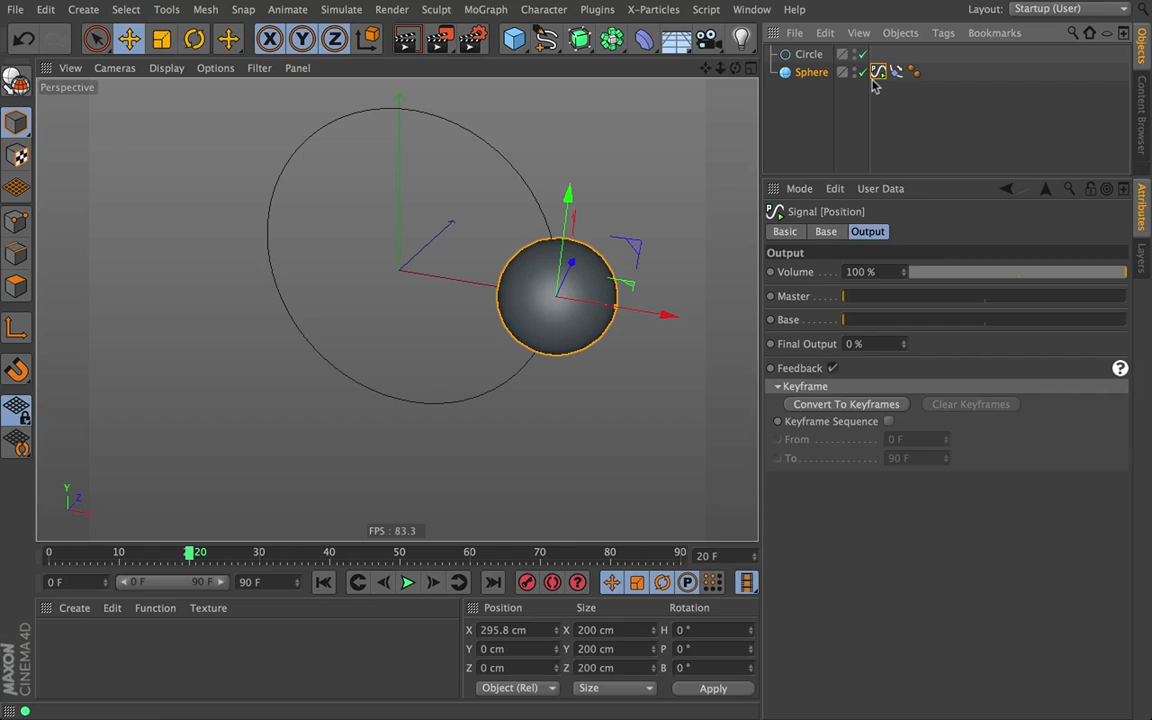 File Edit Select Tools Mesh Snap Animate Simulate Render Sculpt MoGraph Character Plugins X-Particles Script Window Help Layout: Startup (User)
X Y Z
File Edit View Objects Tags Bookmarks
View Cameras Display Options Filter Panel
Perspective
Circle
Sphere
P
Objects
Content Browser
Mode Edit User Data
Signal [Position]
Basic Base Output
Output
Volume .... 100 %
Master .....
Base .......
Final Output 0 %
Feedback
?
Keyframe
Convert To Keyframes Clear Keyframes
Keyframe Sequence
From ............ 0 F
To ............... 90 F
Attributes
Layers
Y
Z
FPS : 83.3
0 10 20 30 40 50 60 70 80 90 20 F
0 F 0 F 90 F 90 F ? P
Create Edit Function Texture
Position Size Rotation
X 295.8 cm X 200 cm H 0 °
Y 0 cm Y 200 cm P 0 °
Z 0 cm Z 200 cm B 0 °
Object (Rel) Size Apply
MAXON CINEMA 4D